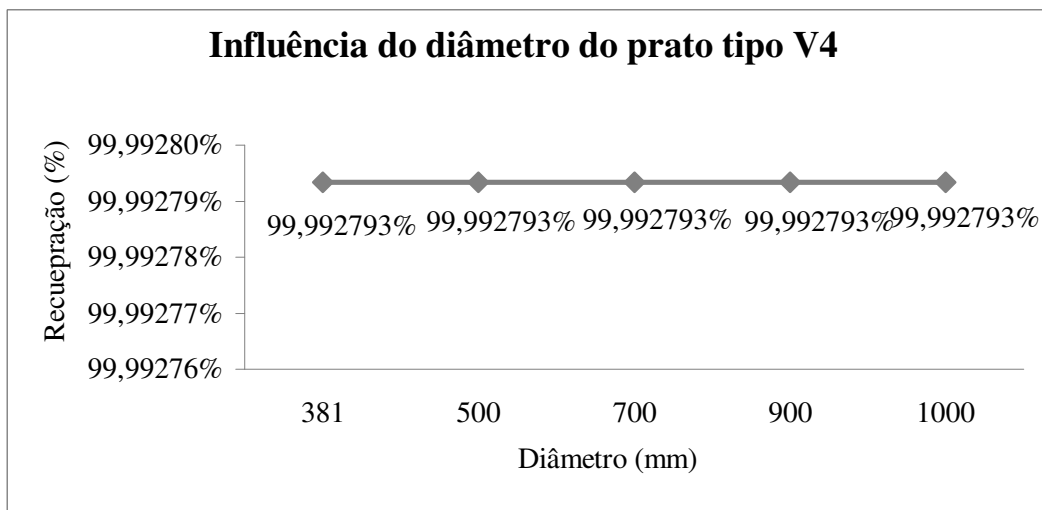 Influência do diâmetro do prato tipo V4
Recuepração (%)
99,99280%
99,99279%
99,99278%
99,99277%
99,99276%
99,992793% 99,992793% 99,992793% 99,992793% 99,992793%
381 500 700 900 1000
Diâmetro (mm)